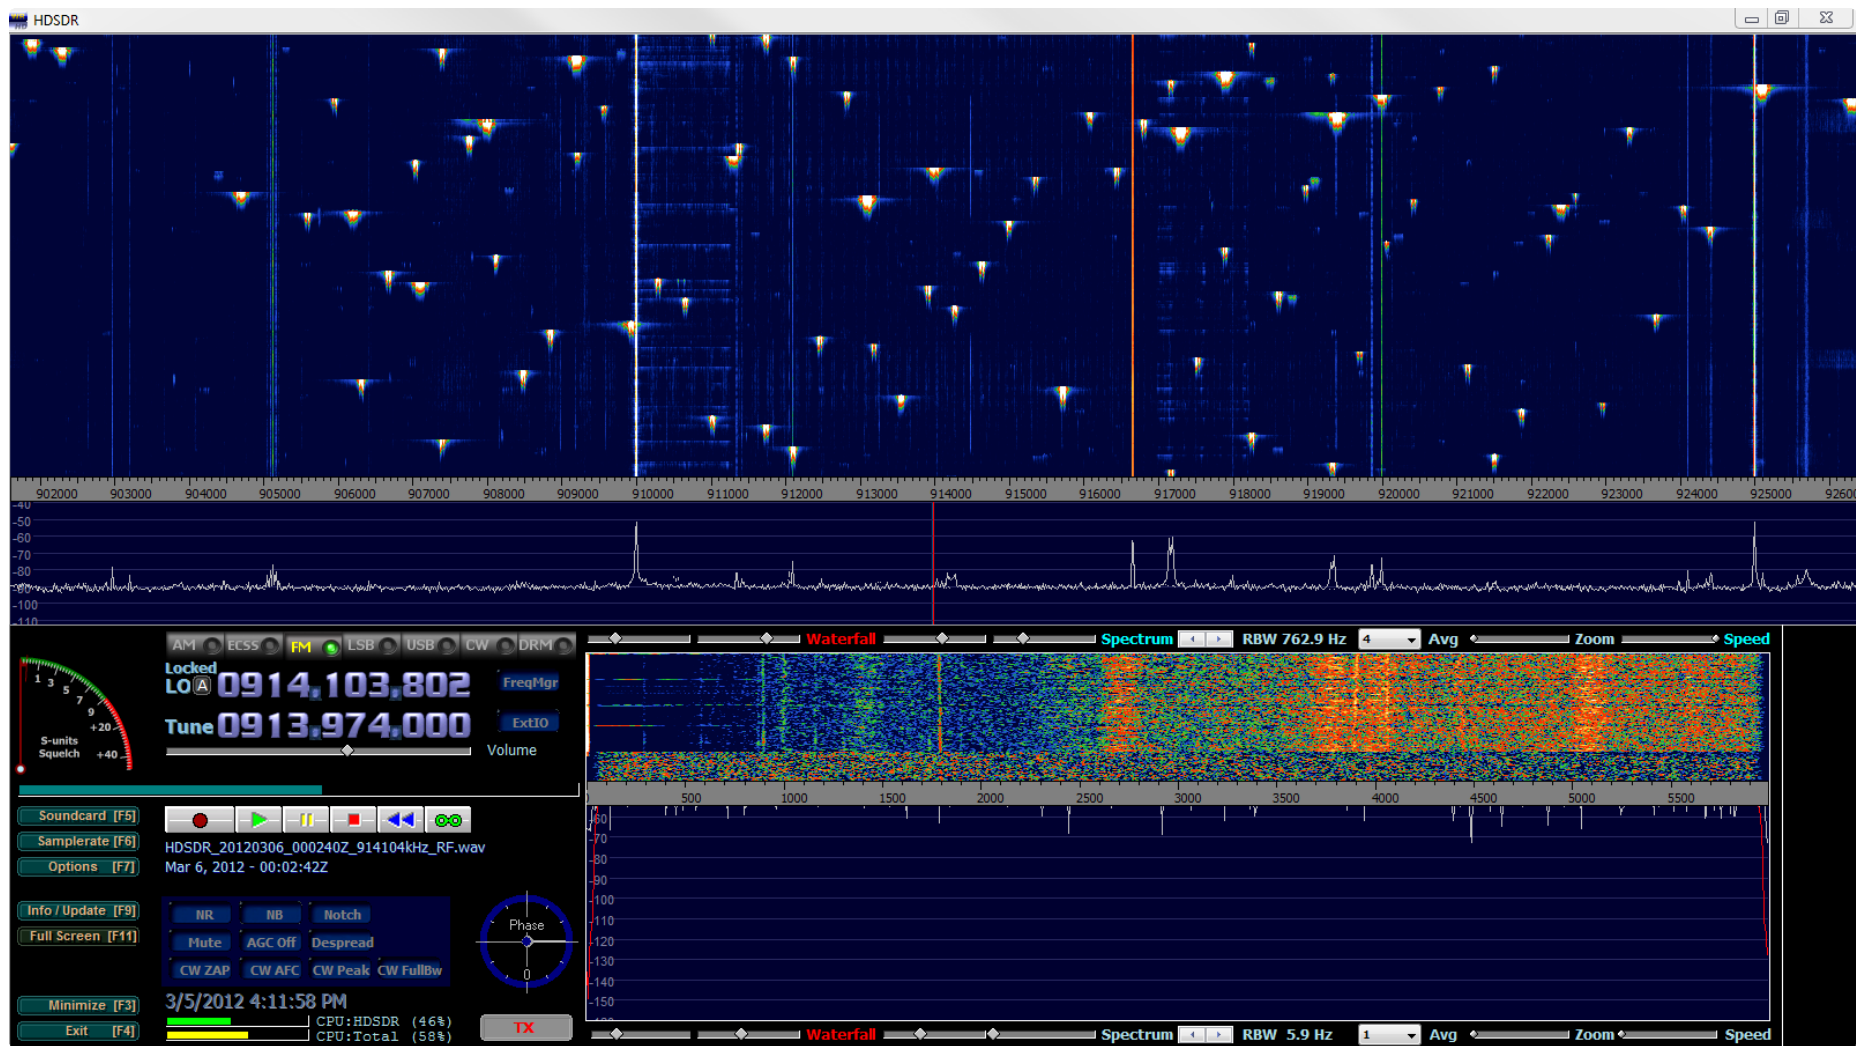 HDSDR
902000 903000 904000 905000 906000 907000 908000 909000 910000 911000 912000 913000 914000 915000 916000 917000 918000 919000 920000 921000 922000 923000 924000 925000 926000
-40
-50
-60
-70
-80
-90
-100
-110
AM ECSS FM LSB USB CW DRM
Waterfall Spectrum RBW 762.9 Hz 4 Avg Zoom Speed
Locked
LO A 0914.103.802 FreqMgr
Tune 0913.974.000 ExtIO
Volume
1 3 5 7 9 +20 +40
S-units
Squelch
500 1000 1500 2000 2500 3000 3500 4000 4500 5000 5500
Soundcard [F5]
Samplerate [F6]
Options [F7]
HDSDR_20120306_000240Z_914104kHz_RF.wav
Mar 6, 2012 - 00:02:42Z
Info / Update [F9]
Full Screen [F11]
NR NB Notch
Mute AGC Off Despread
CW ZAP CW AFC CW Peak CW FullBw
Phase
0
-60
-80
-90
-100
-110
-120
-130
-140
-150
Minimize [F3]
Exit [F4]
3/5/2012 4:11:58 PM
CPU:HDSDR (46%)
CPU:Total (58%)
TX
Waterfall Spectrum RBW 5.9 Hz 1 Avg Zoom Speed